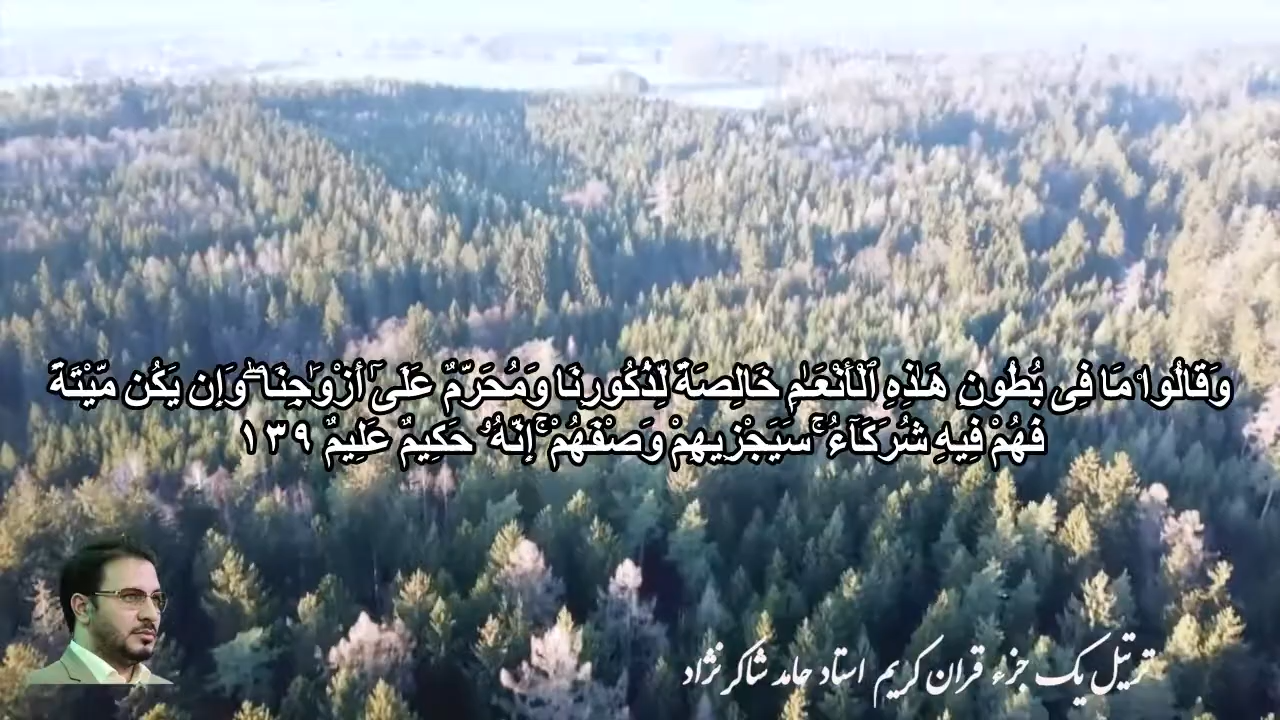 وَقَالُوا۟ مَا فِى بُطُونِ هَـٰذِهِ ٱلْأَنْعَـٰمِ خَالِصَةٌ لِّذُكُورِنَا وَمُحَرَّمٌ عَلَىٰٓ أَزْوَٰجِنَا ۖ وَإِن يَكُن مَّيْتَةً
فَهُمْ فِيهِ شُرَكَآءُ ۚ سَيَجْزِيهِمْ وَصْفَهُمْ ۚ إِنَّهُۥ حَكِيمٌ عَلِيمٌ ١٣٩
ترتیل یک جزء قران کریم استاد حامد شاکرنژاد